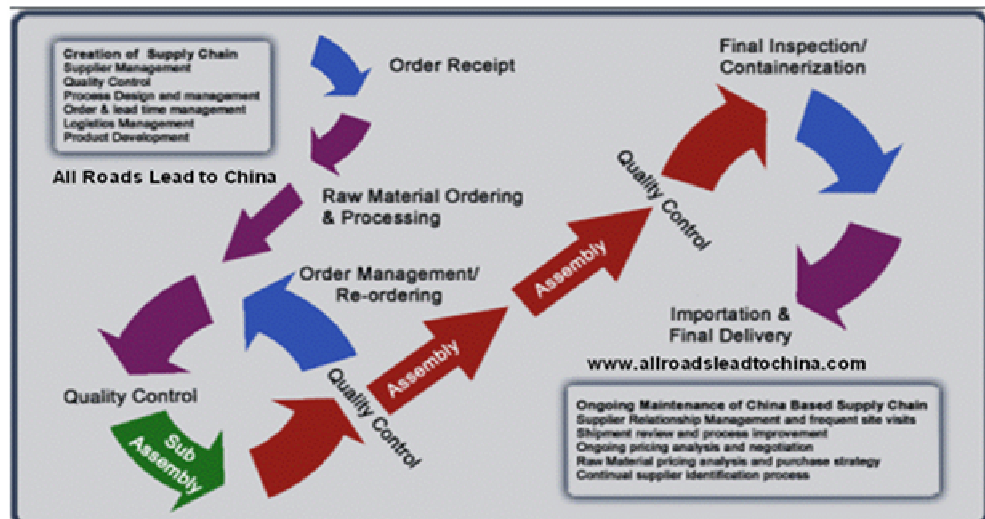 Creation of Supply Chain
Supplier Management
Quality Control
Process Design and management
Order & lead time management
Logistics Management
Product Development
All Roads Lead to China
Order Receipt
Raw Material Ordering
& Processing
Order Management/
Re-ordering
Quality Control
Sub
Assembly
Quality Control
Assembly
Assembly
Quality Control
Final Inspection/
Containerization
Importation &
Final Delivery
www.allroadsleadtochina.com
Ongoing Maintenance of China Based Supply Chain
Supplier Relationship Management and frequent site visits
Shipment review and process improvement
Ongoing pricing analysis and negotiation
Raw Material pricing analysis and purchase strategy
Continual supplier identification process